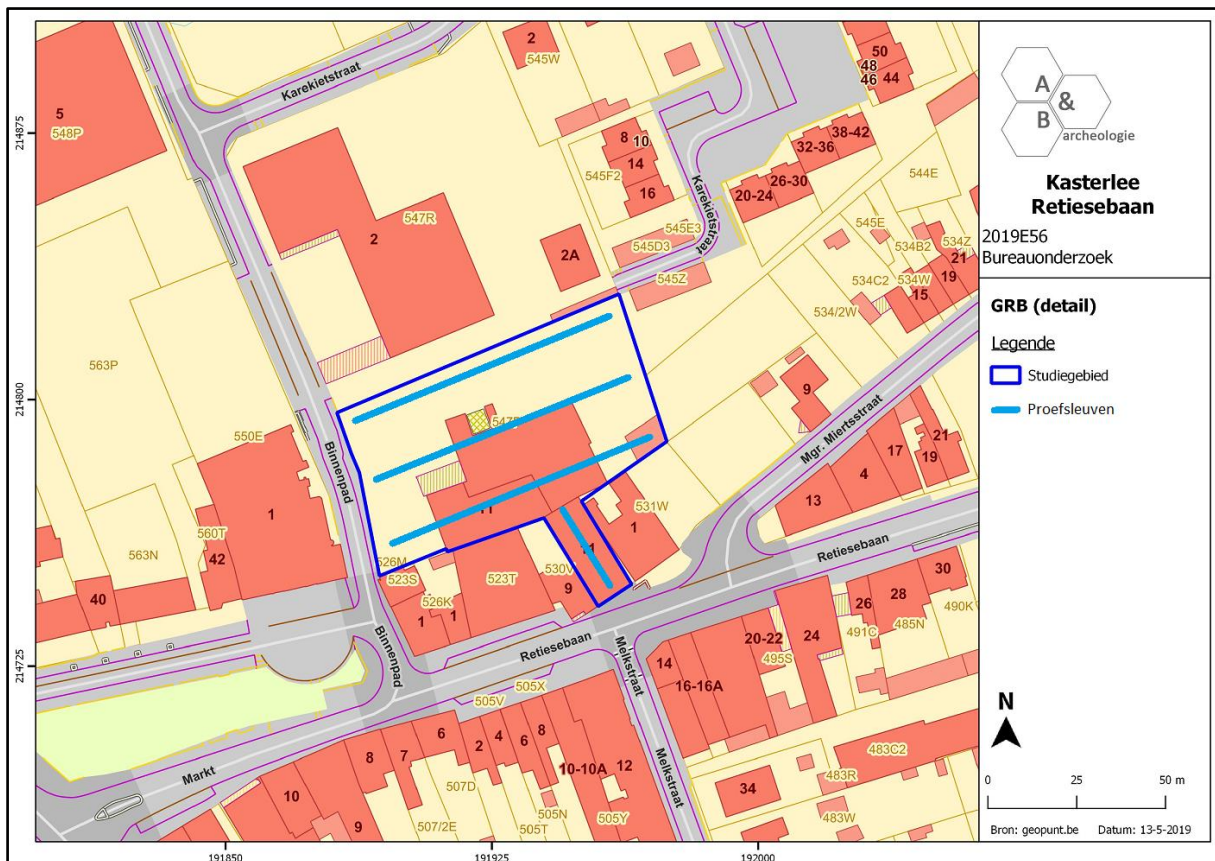 Karekietstraat
2
545W
50
48
46
44
5
548P
214875
8
10
545F2
14
16
38-42
32-36
26-30
20-24
Karekietstraat
544E
547R
2
2A
545E3
545D3
545Z
545E
534B2
534Z
21
534C2
534W
19
15
534/2W
563P
214800
Binnenpad
9
Mgr. Miertsstraat
550E
1
17
21
19
4
13
531W
1
11
11
560T
563N
42
526M
523S
523T
530V
9
526K
1
1
40
Retiesebaan
30
26
28
490K
491C
485N
20-22
24
495S
Retiesebaan
Binnenpad
Melkstraat
14
16-16A
214725
505X
505V
6
4
2
6
8
7
8
10-10A
12
Markt
10
9
507D
507/2E
505N
505T
505Y
Melkstraat
34
483C2
483R
483W
191850
191925
192000
A
&
B
archeologie
Kasterlee
Retiesebaan
2019E56
Bureauonderzoek
GRB (detail)
Legende
Studiegebied
Proefsleuven
N
0 25 50 m
Bron: geopunt.be Datum: 13-5-2019